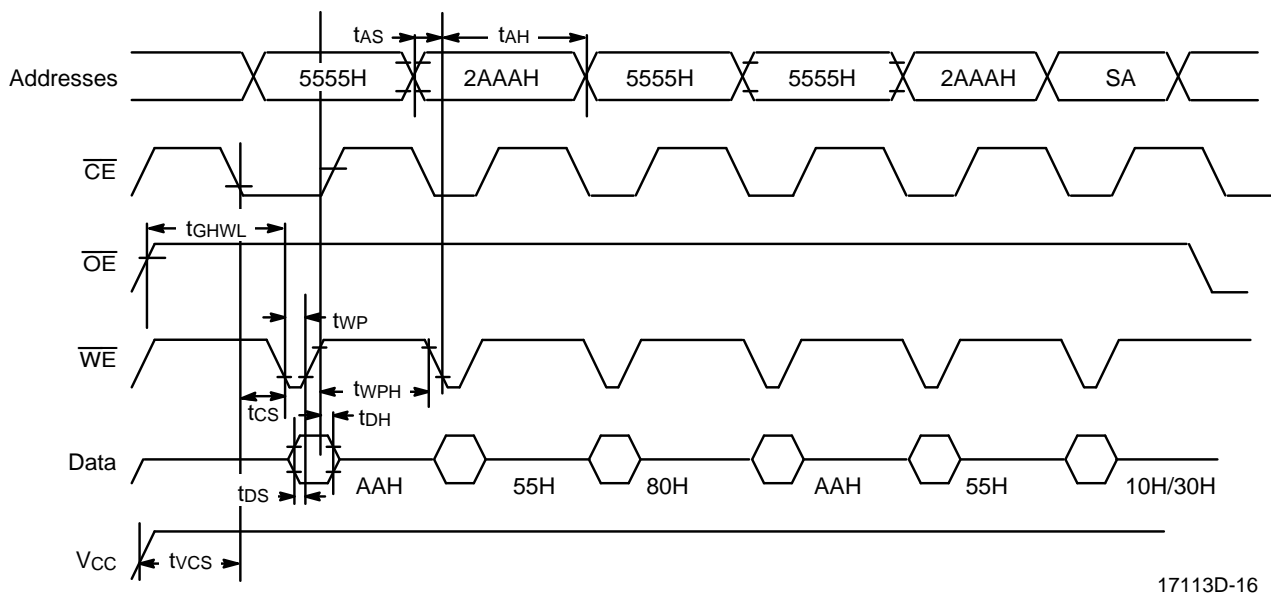 tAS
tAH
Addresses
5555H
2AAAH
5555H
5555H
2AAAH
SA
CE
tGHWL
OE
tWP
WE
tWPH
tCS
tDH
Data
tDS
AAH
55H
80H
AAH
55H
10H/30H
VCC
tVCS
17113D-16